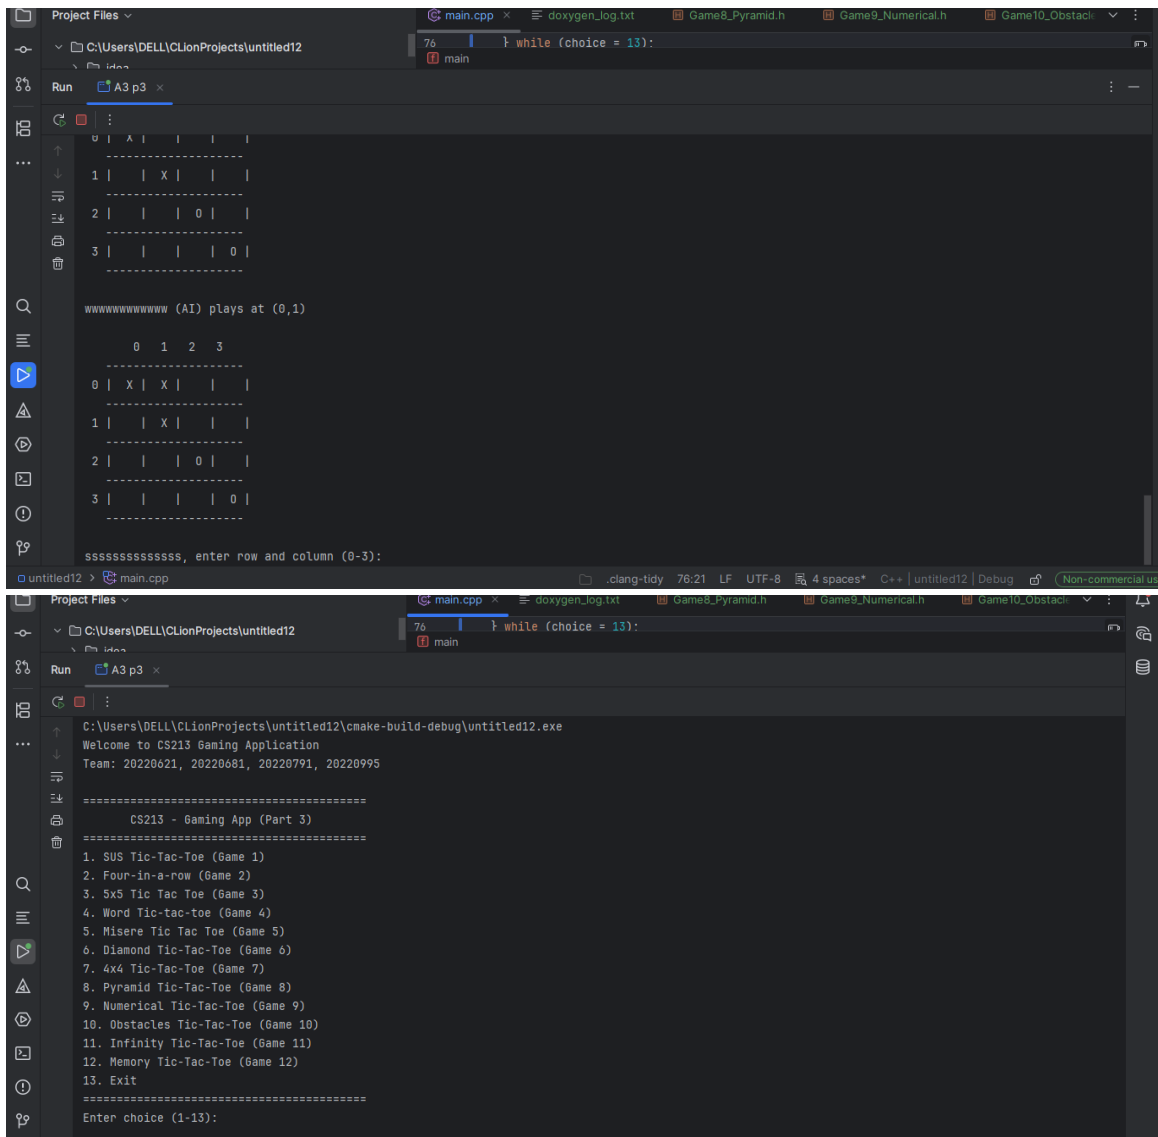 Project Files
main.cpp × doxygen_log.txt Game8_Pyramid.h Game9_Numerical.h Game10_Obstacle
C:\Users\DELL\CLionProjects\untitled12
76 } while (choice = 13);
idea
main
Run A3 p3 ×
0 | X | | | |
---------------------
1 | | X | | |
---------------------
2 | | | O | |
---------------------
3 | | | | O |
---------------------
wwwwwwwwwwww (AI) plays at (0,1)
0 1 2 3
---------------------
0 | X | X | | |
---------------------
1 | | X | | |
---------------------
2 | | | O | |
---------------------
3 | | | | O |
---------------------
ssssssssssssss, enter row and column (0-3):
untitled12 > main.cpp .clang-tidy 76:21 LF UTF-8 4 spaces* C++ | untitled12 | Debug Non-commercial us
Project Files
main.cpp × doxygen_log.txt Game8_Pyramid.h Game9_Numerical.h Game10_Obstacle
C:\Users\DELL\CLionProjects\untitled12
76 } while (choice = 13);
idea
main
Run A3 p3 ×
C:\Users\DELL\CLionProjects\untitled12\cmake-build-debug\untitled12.exe
Welcome to CS213 Gaming Application
Team: 20220621, 20220681, 20220791, 20220995
==========================================
CS213 - Gaming App (Part 3)
==========================================
1. SUS Tic-Tac-Toe (Game 1)
2. Four-in-a-row (Game 2)
3. 5x5 Tic Tac Toe (Game 3)
4. Word Tic-tac-toe (Game 4)
5. Misere Tic Tac Toe (Game 5)
6. Diamond Tic-Tac-Toe (Game 6)
7. 4x4 Tic-Tac-Toe (Game 7)
8. Pyramid Tic-Tac-Toe (Game 8)
9. Numerical Tic-Tac-Toe (Game 9)
10. Obstacles Tic-Tac-Toe (Game 10)
11. Infinity Tic-Tac-Toe (Game 11)
12. Memory Tic-Tac-Toe (Game 12)
13. Exit
==========================================
Enter choice (1-13):